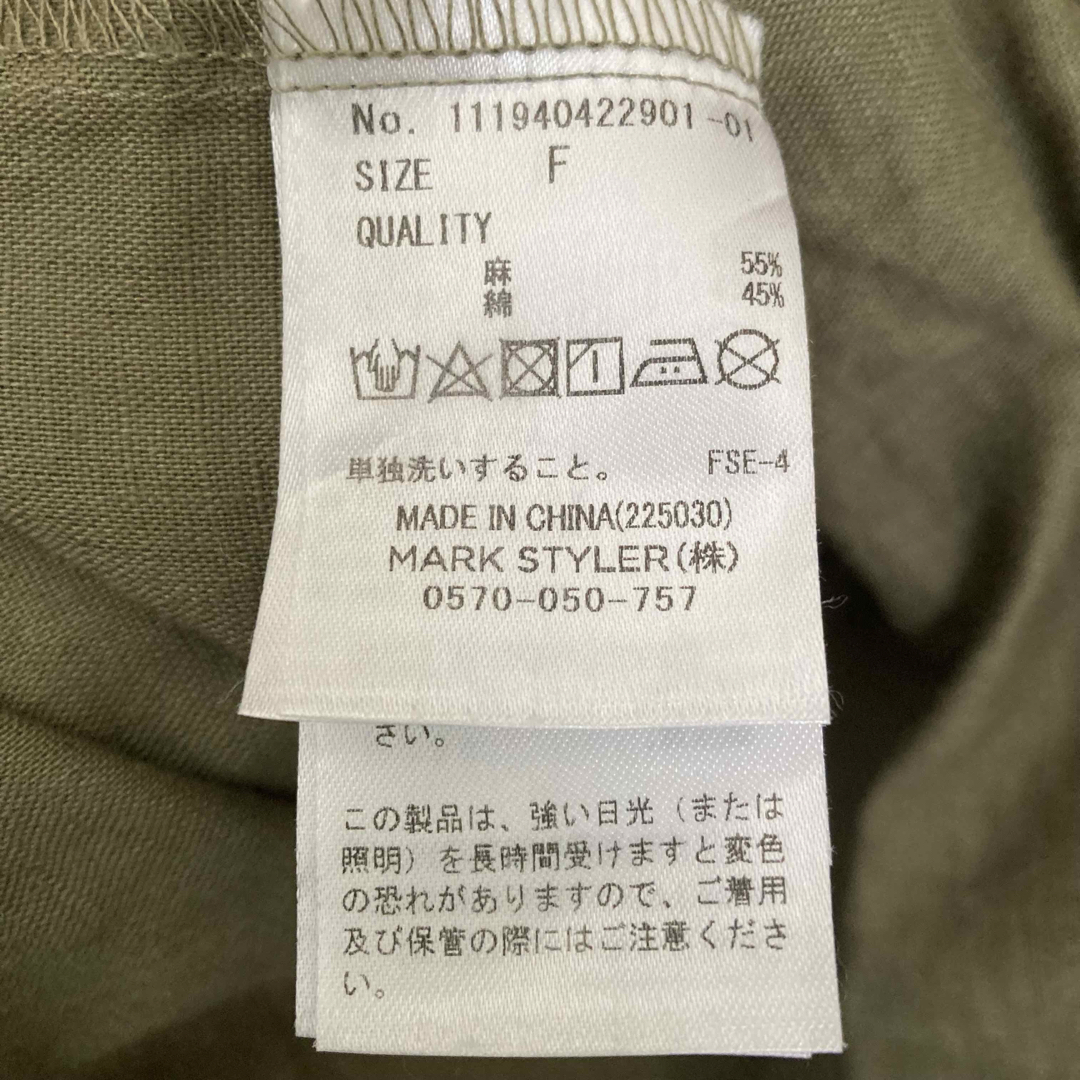 No. 111940422901-01
SIZE F
QUALITY
麻 55%
綿 45%
単独洗いすること。 FSE-4
MADE IN CHINA(225030)
MARK STYLER(株)
0570-050-757
さい。
この製品は、強い日光(または
照明)を長時間受けますと変色
の恐れがありますので、ご着用
及び保管の際にはご注意くださ
い。